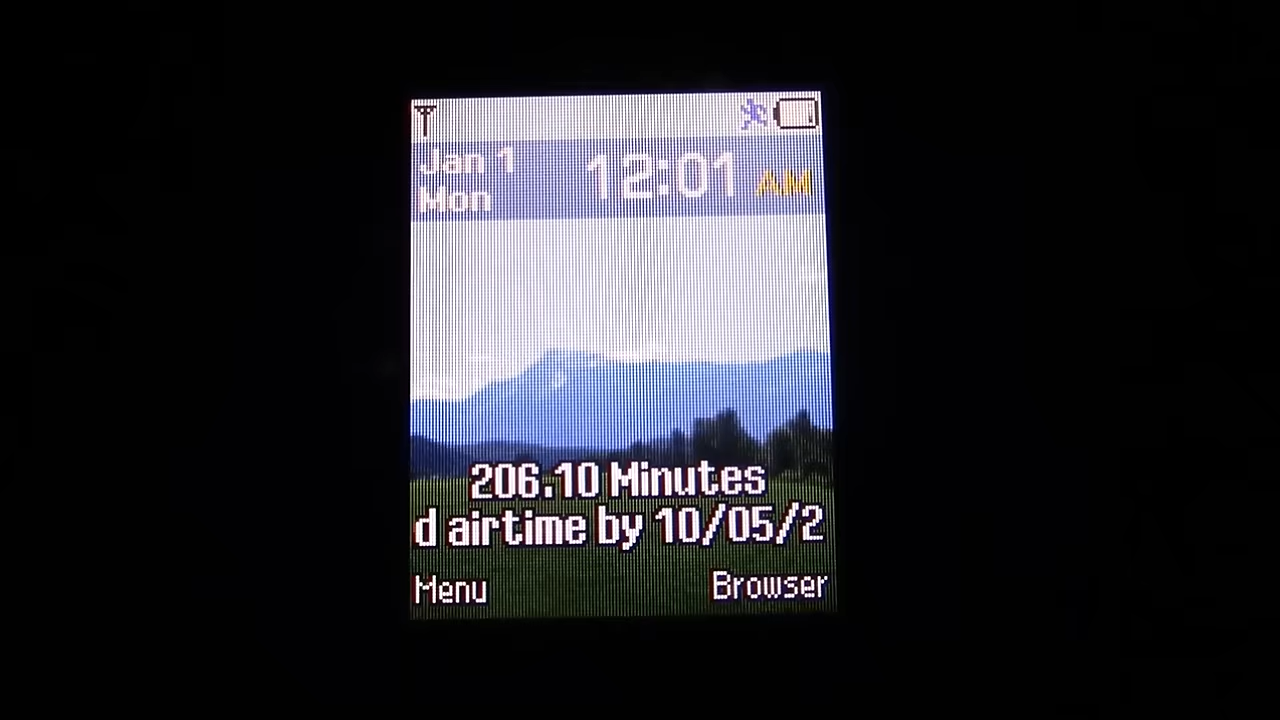 Jan 1 12:01 AM
Mon
206.10 Minutes
d airtime by 10/05/2
Menu Browser